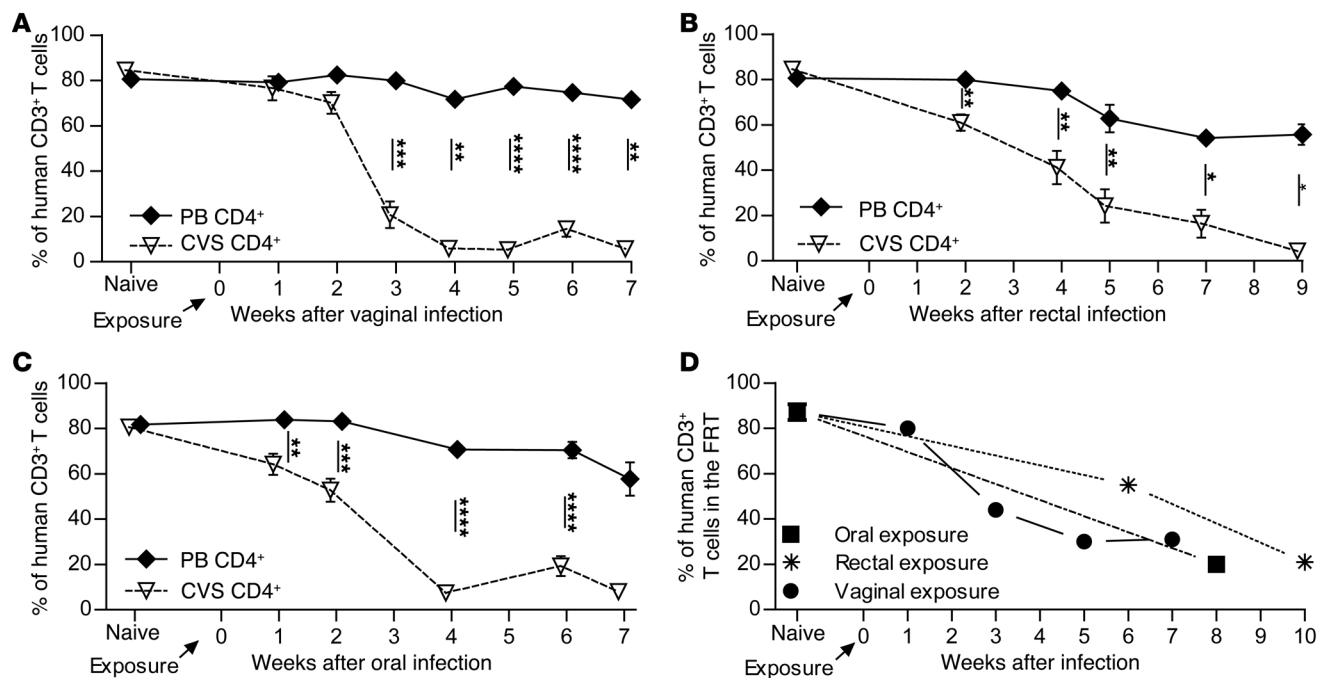 A
% of human CD3⁺ T cells
100
80
60
40
20
0
*** ** **** **** **
PB CD4⁺
CVS CD4⁺
Naive 0 1 2 3 4 5 6 7
Exposure Weeks after vaginal infection
B
% of human CD3⁺ T cells
100
80
60
40
20
0
** ** ** * *
PB CD4⁺
CVS CD4⁺
Naive 0 1 2 3 4 5 6 7 8 9
Exposure Weeks after rectal infection
C
% of human CD3⁺ T cells
100
80
60
40
20
0
** *** **** ****
PB CD4⁺
CVS CD4⁺
Naive 0 1 2 3 4 5 6 7
Exposure Weeks after oral infection
D
% of human CD3⁺
T cells in the FRT
100
80
60
40
20
0
Oral exposure
Rectal exposure
Vaginal exposure
Naive 0 1 2 3 4 5 6 7 8 9 10
Exposure Weeks after infection